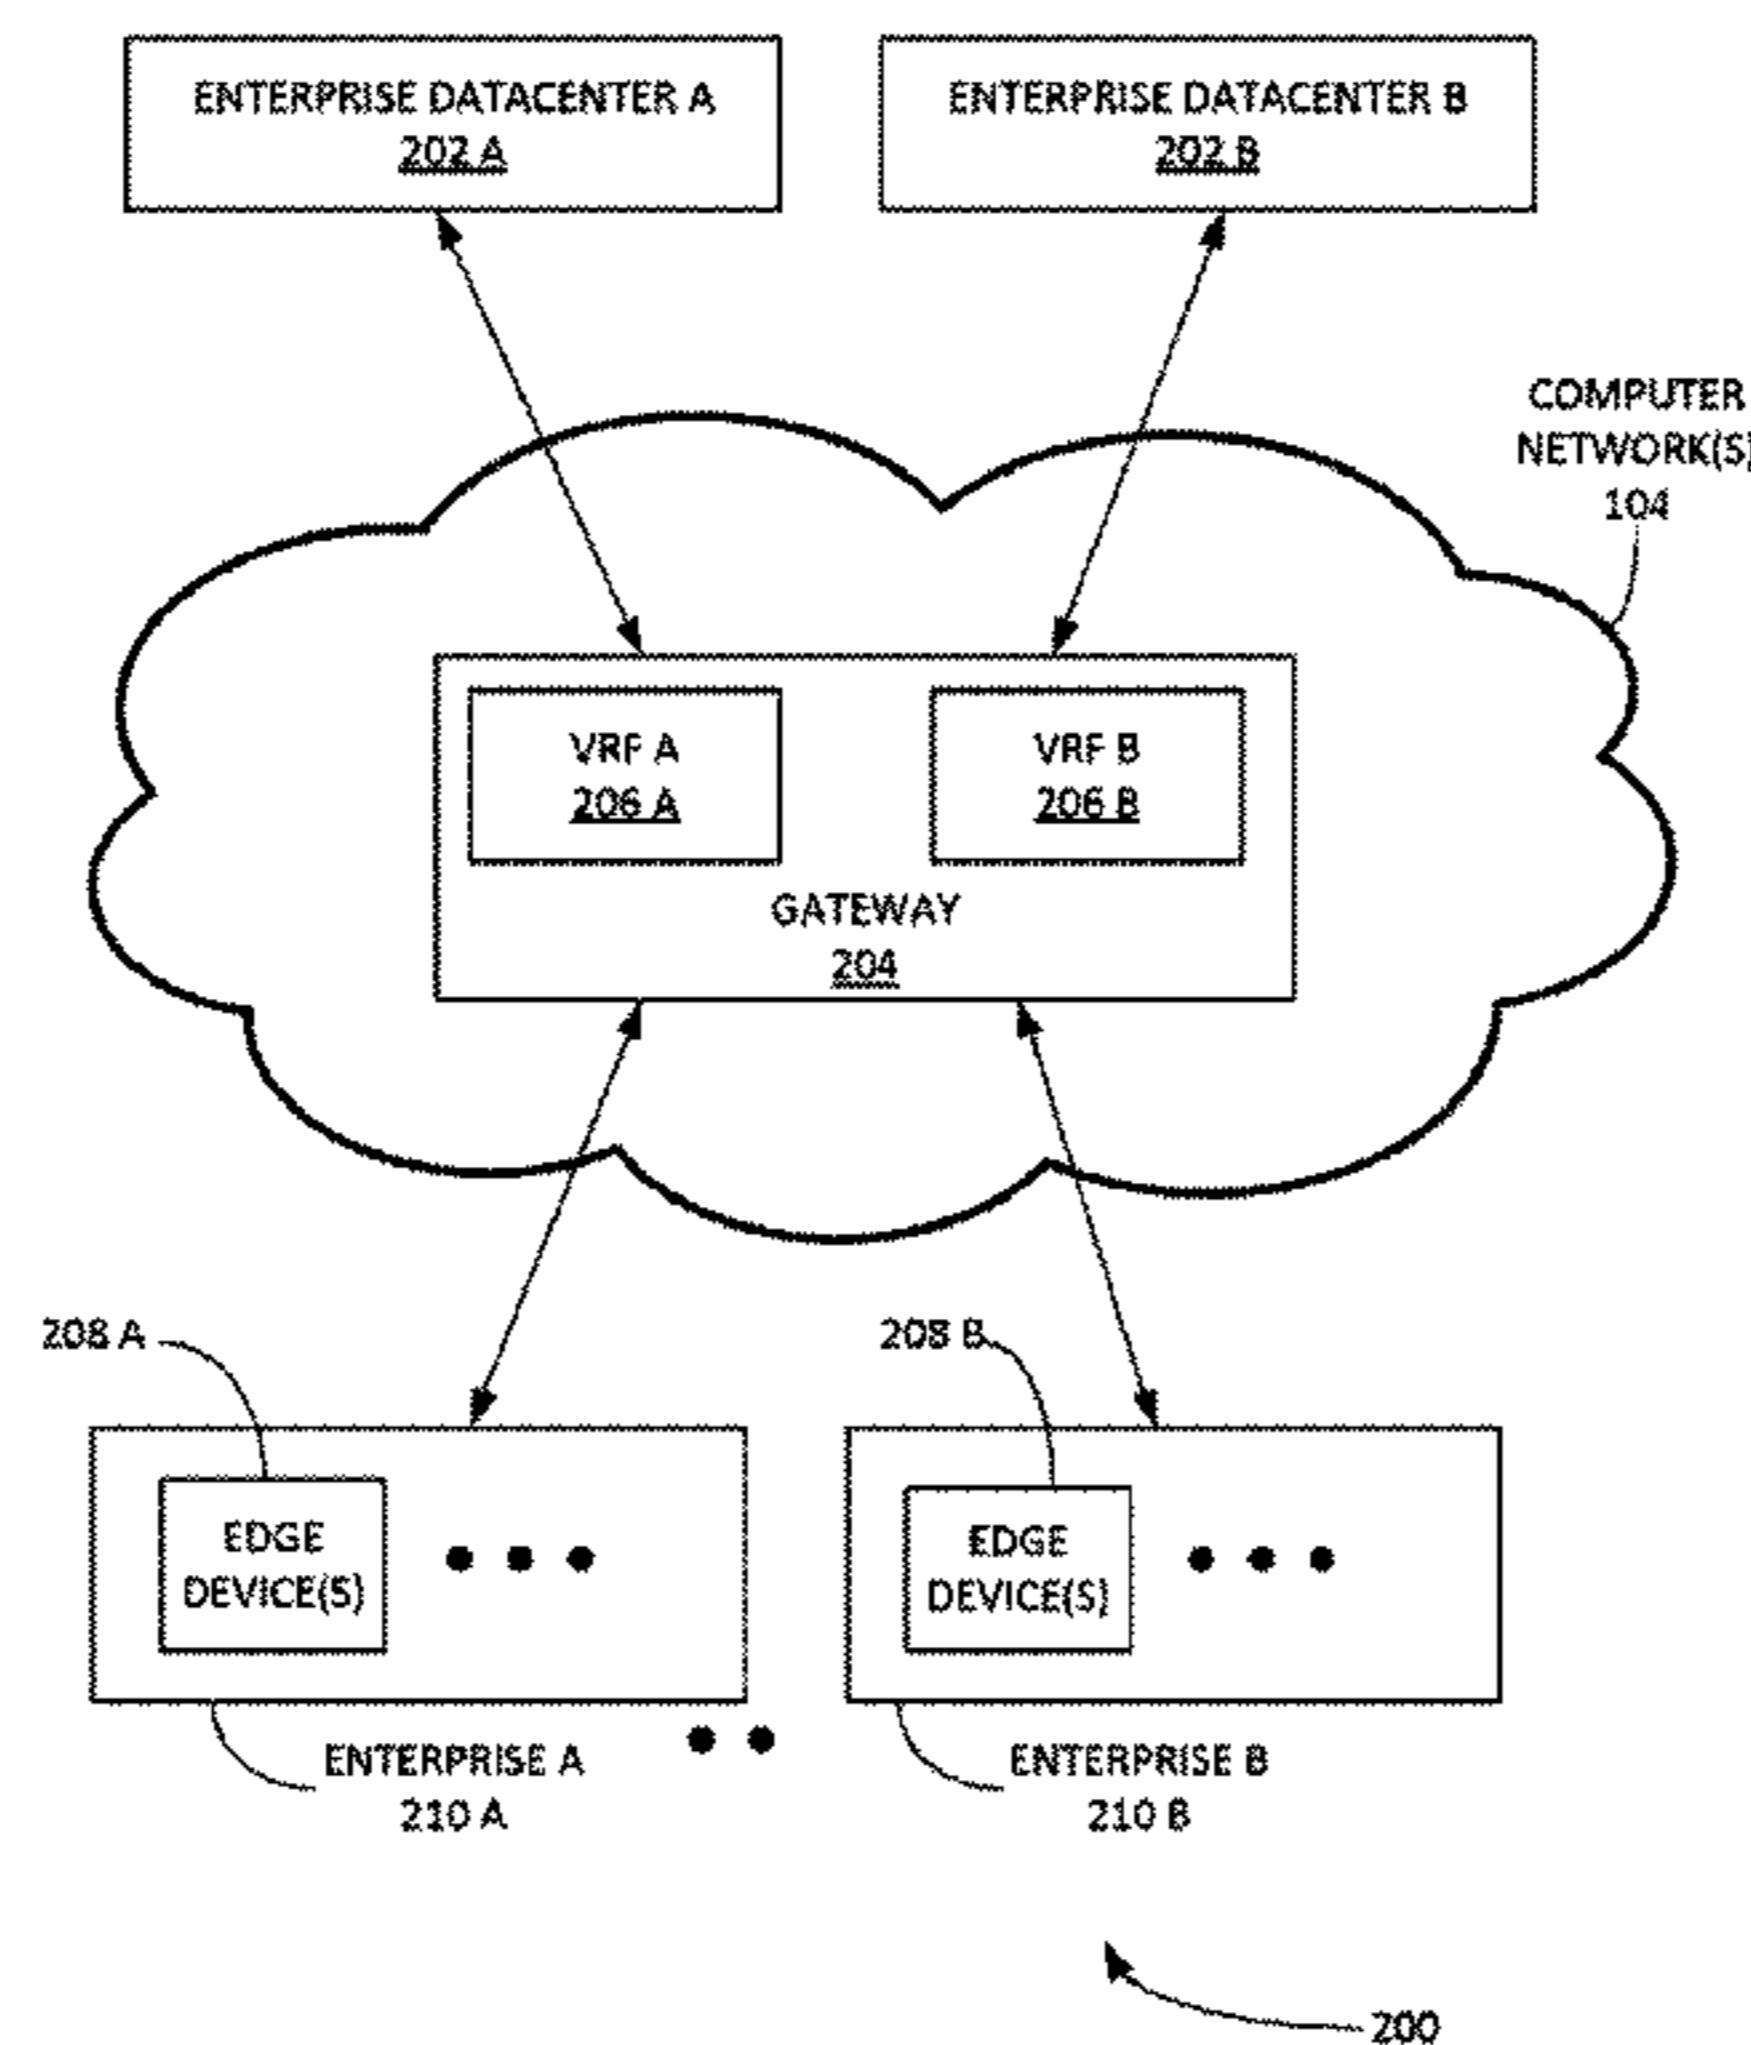 ENTERPRISE DATACENTER A
202 A
ENTERPRISE DATACENTER B
202 B
COMPUTER
NETWORK(S)
104
VRF A
206 A
VRF B
206 B
GATEWAY
204
208 A
208 B
EDGE
DEVICE(S)
EDGE
DEVICE(S)
ENTERPRISE A
210 A
ENTERPRISE B
210 B
200